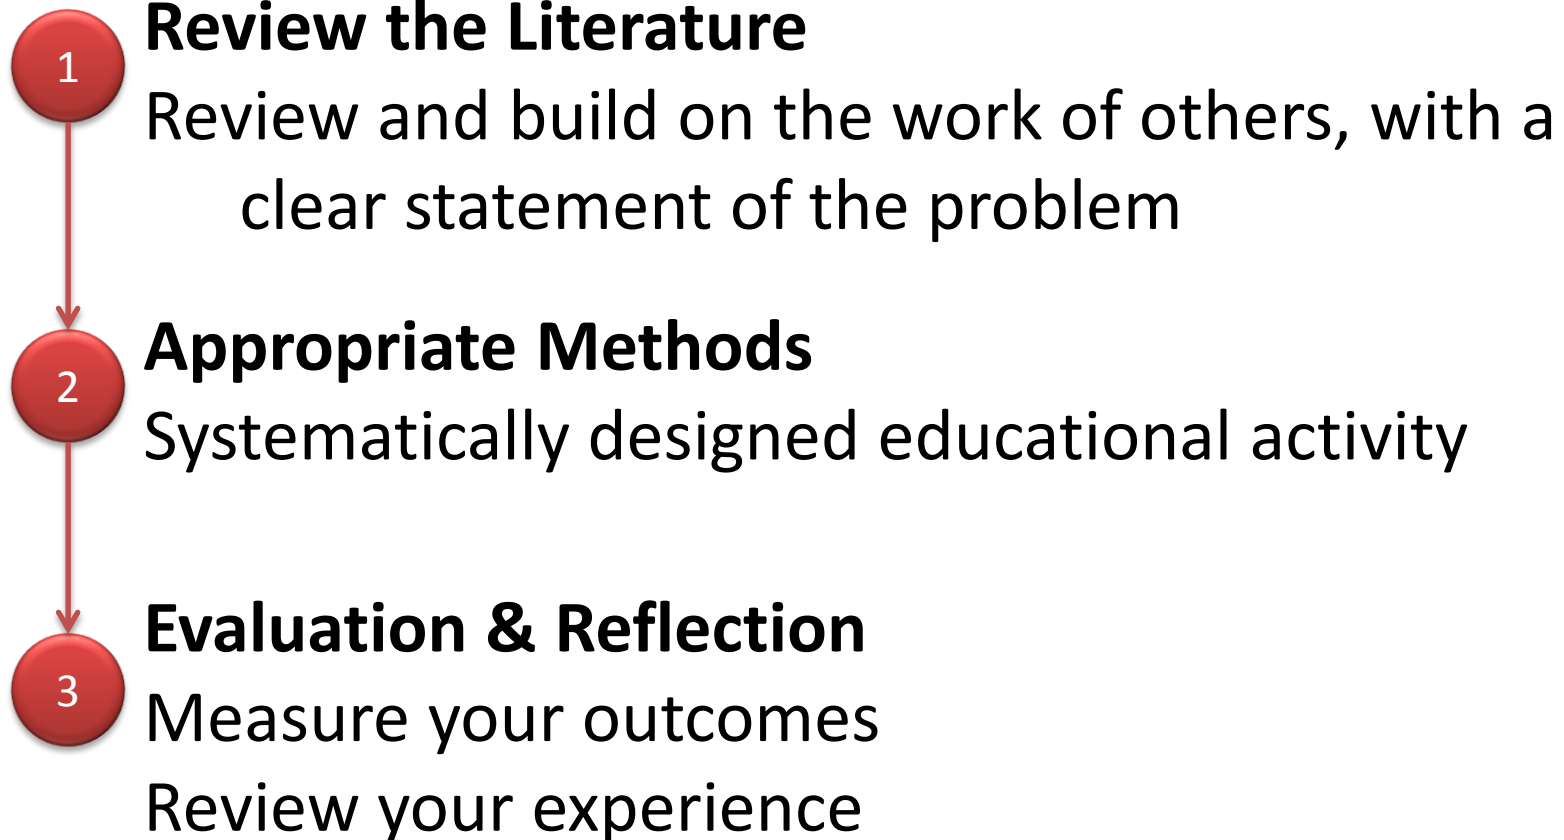 1
Review the Literature
Review and build on the work of others, with a
clear statement of the problem
2
Appropriate Methods
Systematically designed educational activity
3
Evaluation & Reflection
Measure your outcomes
Review your experience